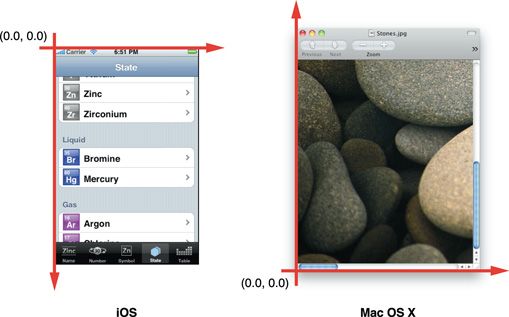 (0.0, 0.0)
Carrier 6:51 PM
State
Zn Zinc
Zr Zirconium
Liquid
Br Bromine
Hg Mercury
Gas
Ar Argon
Zinc Zn
Name Number Symbol State Table
iOS
Stones.jpg
Previous Next Zoom
(0.0, 0.0)
Mac OS X